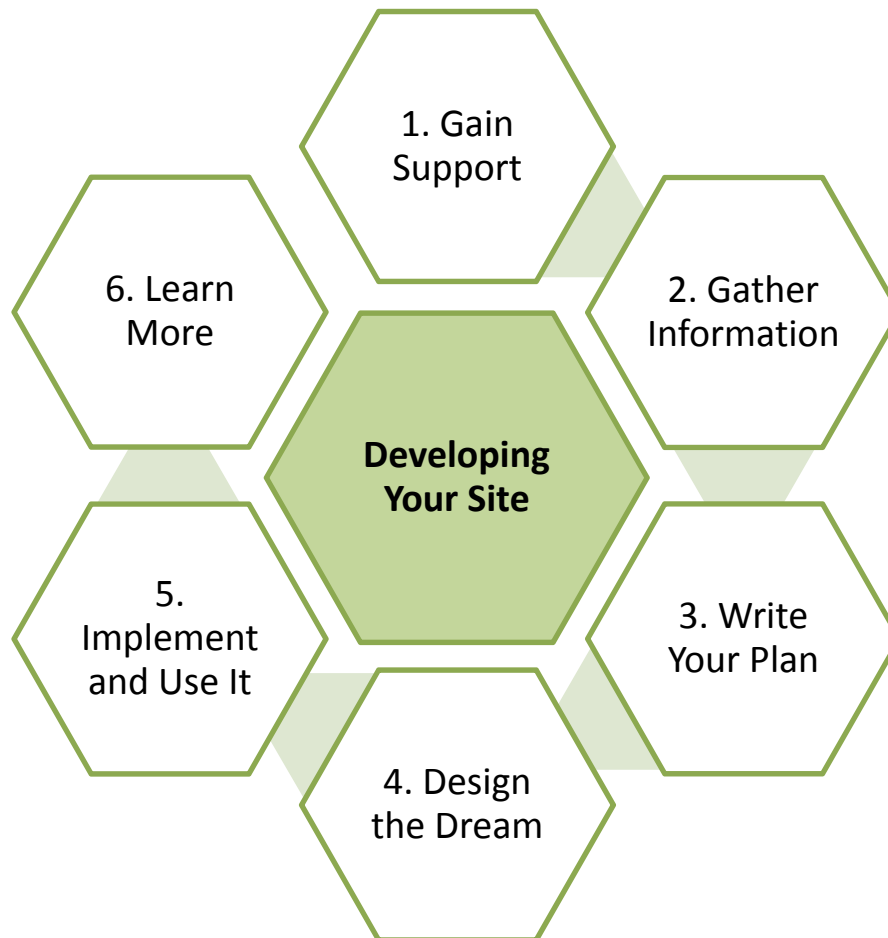 1. Gain
Support
2. Gather
Information
3. Write
Your Plan
4. Design
the Dream
5.
Implement
and Use It
6. Learn
More
Developing
Your Site